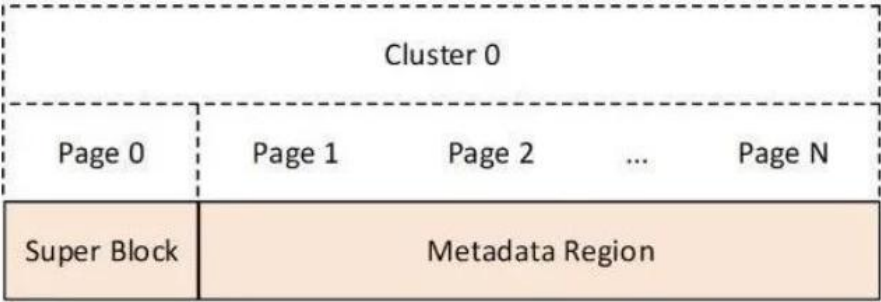 Cluster 0
Page 0 Page 1 Page 2 ... Page N
Super Block Metadata Region